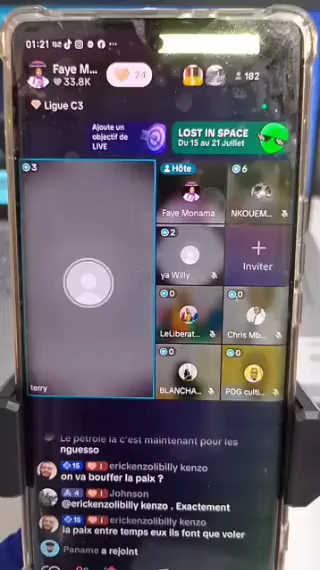 01:21
Faye M... 24
33.8K 182
Ligue C3
Ajoute un
objectif de
LIVE
LOST IN SPACE
Du 15 au 21 Juillet
3
Hôte
6
Faye Monama
NKOUEM...
2
ya Willy
+
Inviter
0
0
LeLiberat...
Chris Mb...
0
0
BLANCHA...
PDG culti...
terry
Le pétrole la c'est maintenant pour les
nguesso
15 erickenzolibilly kenzo
on va bouffer la paix ?
4 Johnson
@erickenzolibilly kenzo . Exactement
15 erickenzolibilly kenzo
la paix entre temps eux ils font que voler
Paname a rejoint